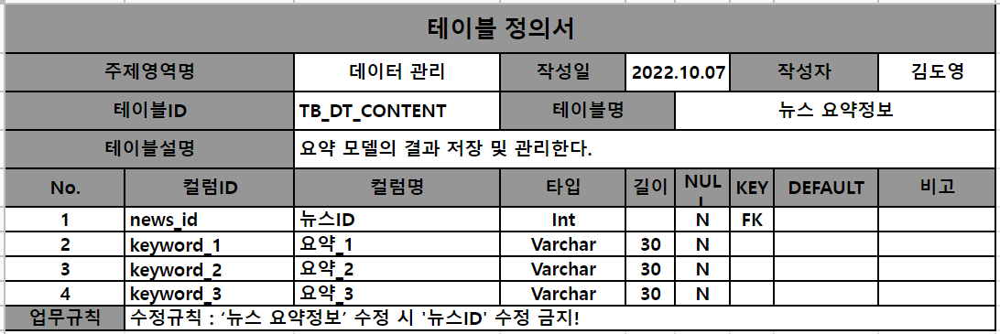 테이블 정의서
주제영역명 데이터 관리 작성일 2022.10.07 작성자 김도영
테이블ID TB_DT_CONTENT 테이블명 뉴스 요약정보
테이블설명 요약 모델의 결과 저장 및 관리한다.
No. 컬럼ID 컬럼명 타입 길이 NULL KEY DEFAULT 비고
1 news_id 뉴스ID Int N FK
2 keyword_1 요약_1 Varchar 30 N
3 keyword_2 요약_2 Varchar 30 N
4 keyword_3 요약_3 Varchar 30 N
업무규칙 수정규칙 : ‘뉴스 요약정보’ 수정 시 '뉴스ID' 수정 금지!